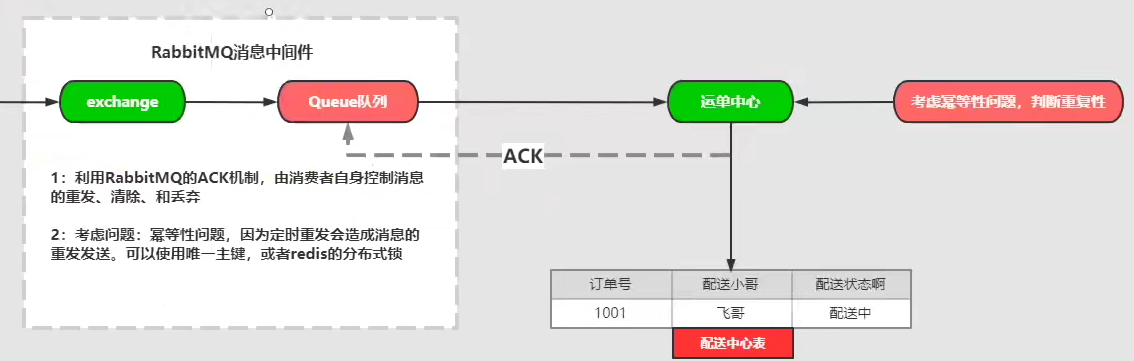 RabbitMQ消息中间件
exchange
Queue队列
运单中心
考虑幂等性问题，判断重复性
ACK
1：利用RabbitMQ的ACK机制，由消费者自身控制消息
的重发、清除、和丢弃
2：考虑问题：幂等性问题，因为定时重发会造成消息的
重发发送。可以使用唯一主键，或者redis的分布式锁
订单号 配送小哥 配送状态啊
1001 飞哥 配送中
配送中心表